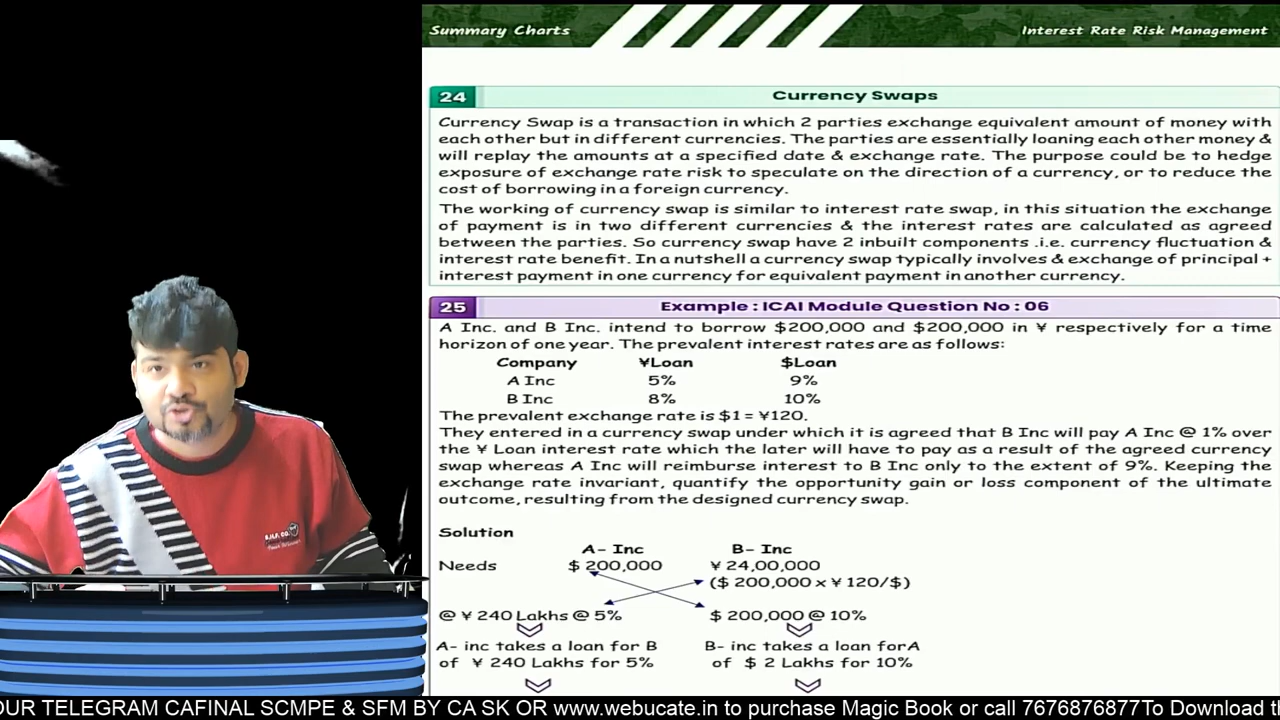 Summary Charts
Interest Rate Risk Management
24
Currency Swaps
Currency Swap is a transaction in which 2 parties exchange equivalent amount of money with
each other but in different currencies. The parties are essentially loaning each other money &
will replay the amounts at a specified date & exchange rate. The purpose could be to hedge
exposure of exchange rate risk to speculate on the direction of a currency, or to reduce the
cost of borrowing in a foreign currency.
The working of currency swap is similar to interest rate swap, in this situation the exchange
of payment is in two different currencies & the interest rates are calculated as agreed
between the parties. So currency swap have 2 inbuilt components .i.e. currency fluctuation &
interest rate benefit. In a nutshell a currency swap typically involves & exchange of principal +
interest payment in one currency for equivalent payment in another currency.
25
Example : ICAI Module Question No : 06
A Inc. and B Inc. intend to borrow $200,000 and $200,000 in ¥ respectively for a time
horizon of one year. The prevalent interest rates are as follows:
Company ¥Loan $Loan
A Inc 5% 9%
B Inc 8% 10%
The prevalent exchange rate is $1 = ¥120.
They entered in a currency swap under which it is agreed that B Inc will pay A Inc @ 1% over
the ¥ Loan interest rate which the later will have to pay as a result of the agreed currency
swap whereas A Inc will reimburse interest to B Inc only to the extent of 9%. Keeping the
exchange rate invariant, quantify the opportunity gain or loss component of the ultimate
outcome, resulting from the designed currency swap.
Solution
A- Inc B- Inc
Needs $ 200,000 ¥ 24,00,000
($ 200,000 x ¥ 120/$)
@ ¥ 240 Lakhs @ 5% $ 200,000 @ 10%
A- inc takes a loan for B B- inc takes a loan forA
of ¥ 240 Lakhs for 5% of $ 2 Lakhs for 10%
OUR TELEGRAM CAFINAL SCMPE & SFM BY CA SK OR www.webucate.in to purchase Magic Book or call 7676876877To Download t